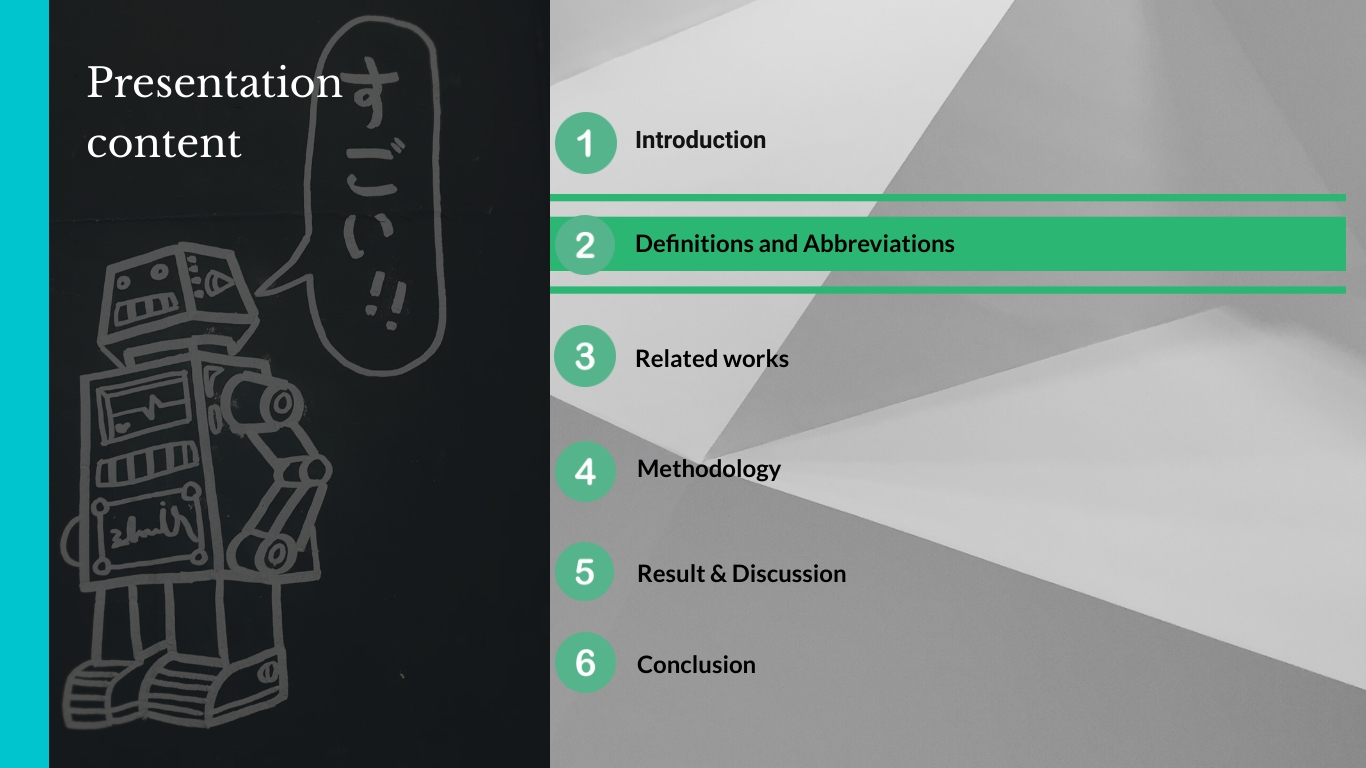 Presentation
content
すごい!!
1 Introduction
2 Definitions and Abbreviations
3 Related works
4 Methodology
5 Result & Discussion
6 Conclusion